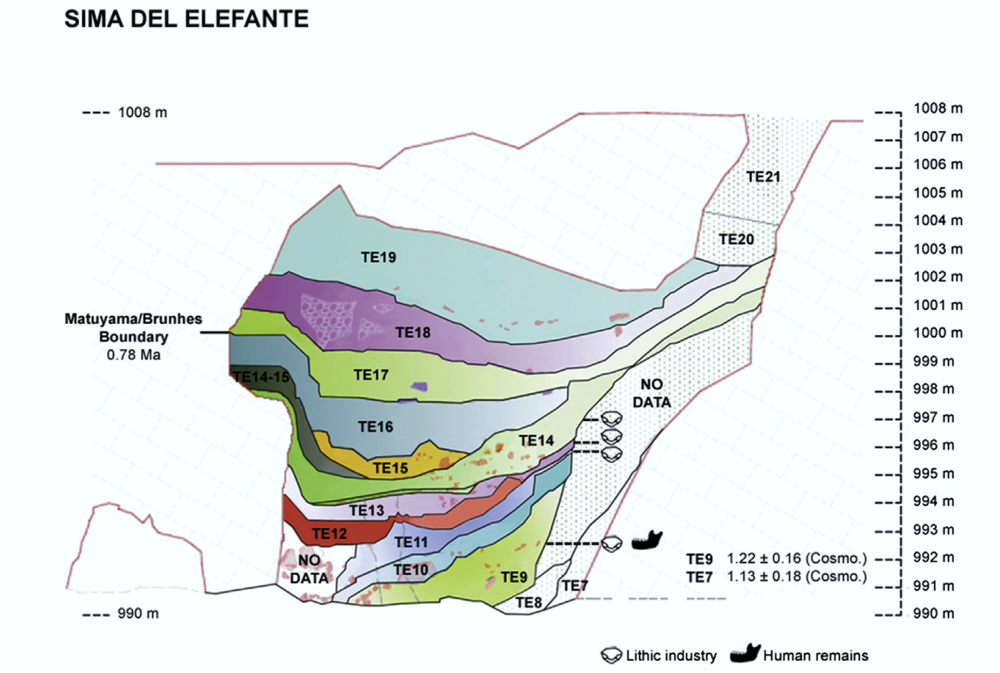 SIMA DEL ELEFANTE
--- 1008 m
1008 m
1007 m
1006 m
1005 m
1004 m
1003 m
1002 m
1001 m
1000 m
999 m
998 m
997 m
996 m
995 m
994 m
993 m
992 m
991 m
990 m
TE21
TE20
TE19
Matuyama/Brunhes
Boundary
0.78 Ma
TE18
TE17
TE14-15
NO
DATA
TE16
TE14
TE15
TE13
TE12
TE11
NO
DATA
TE10
TE9
TE8
TE7
TE9 1.22 ± 0.16 (Cosmo.)
TE7 1.13 ± 0.18 (Cosmo.)
--- 990 m
Lithic industry
Human remains